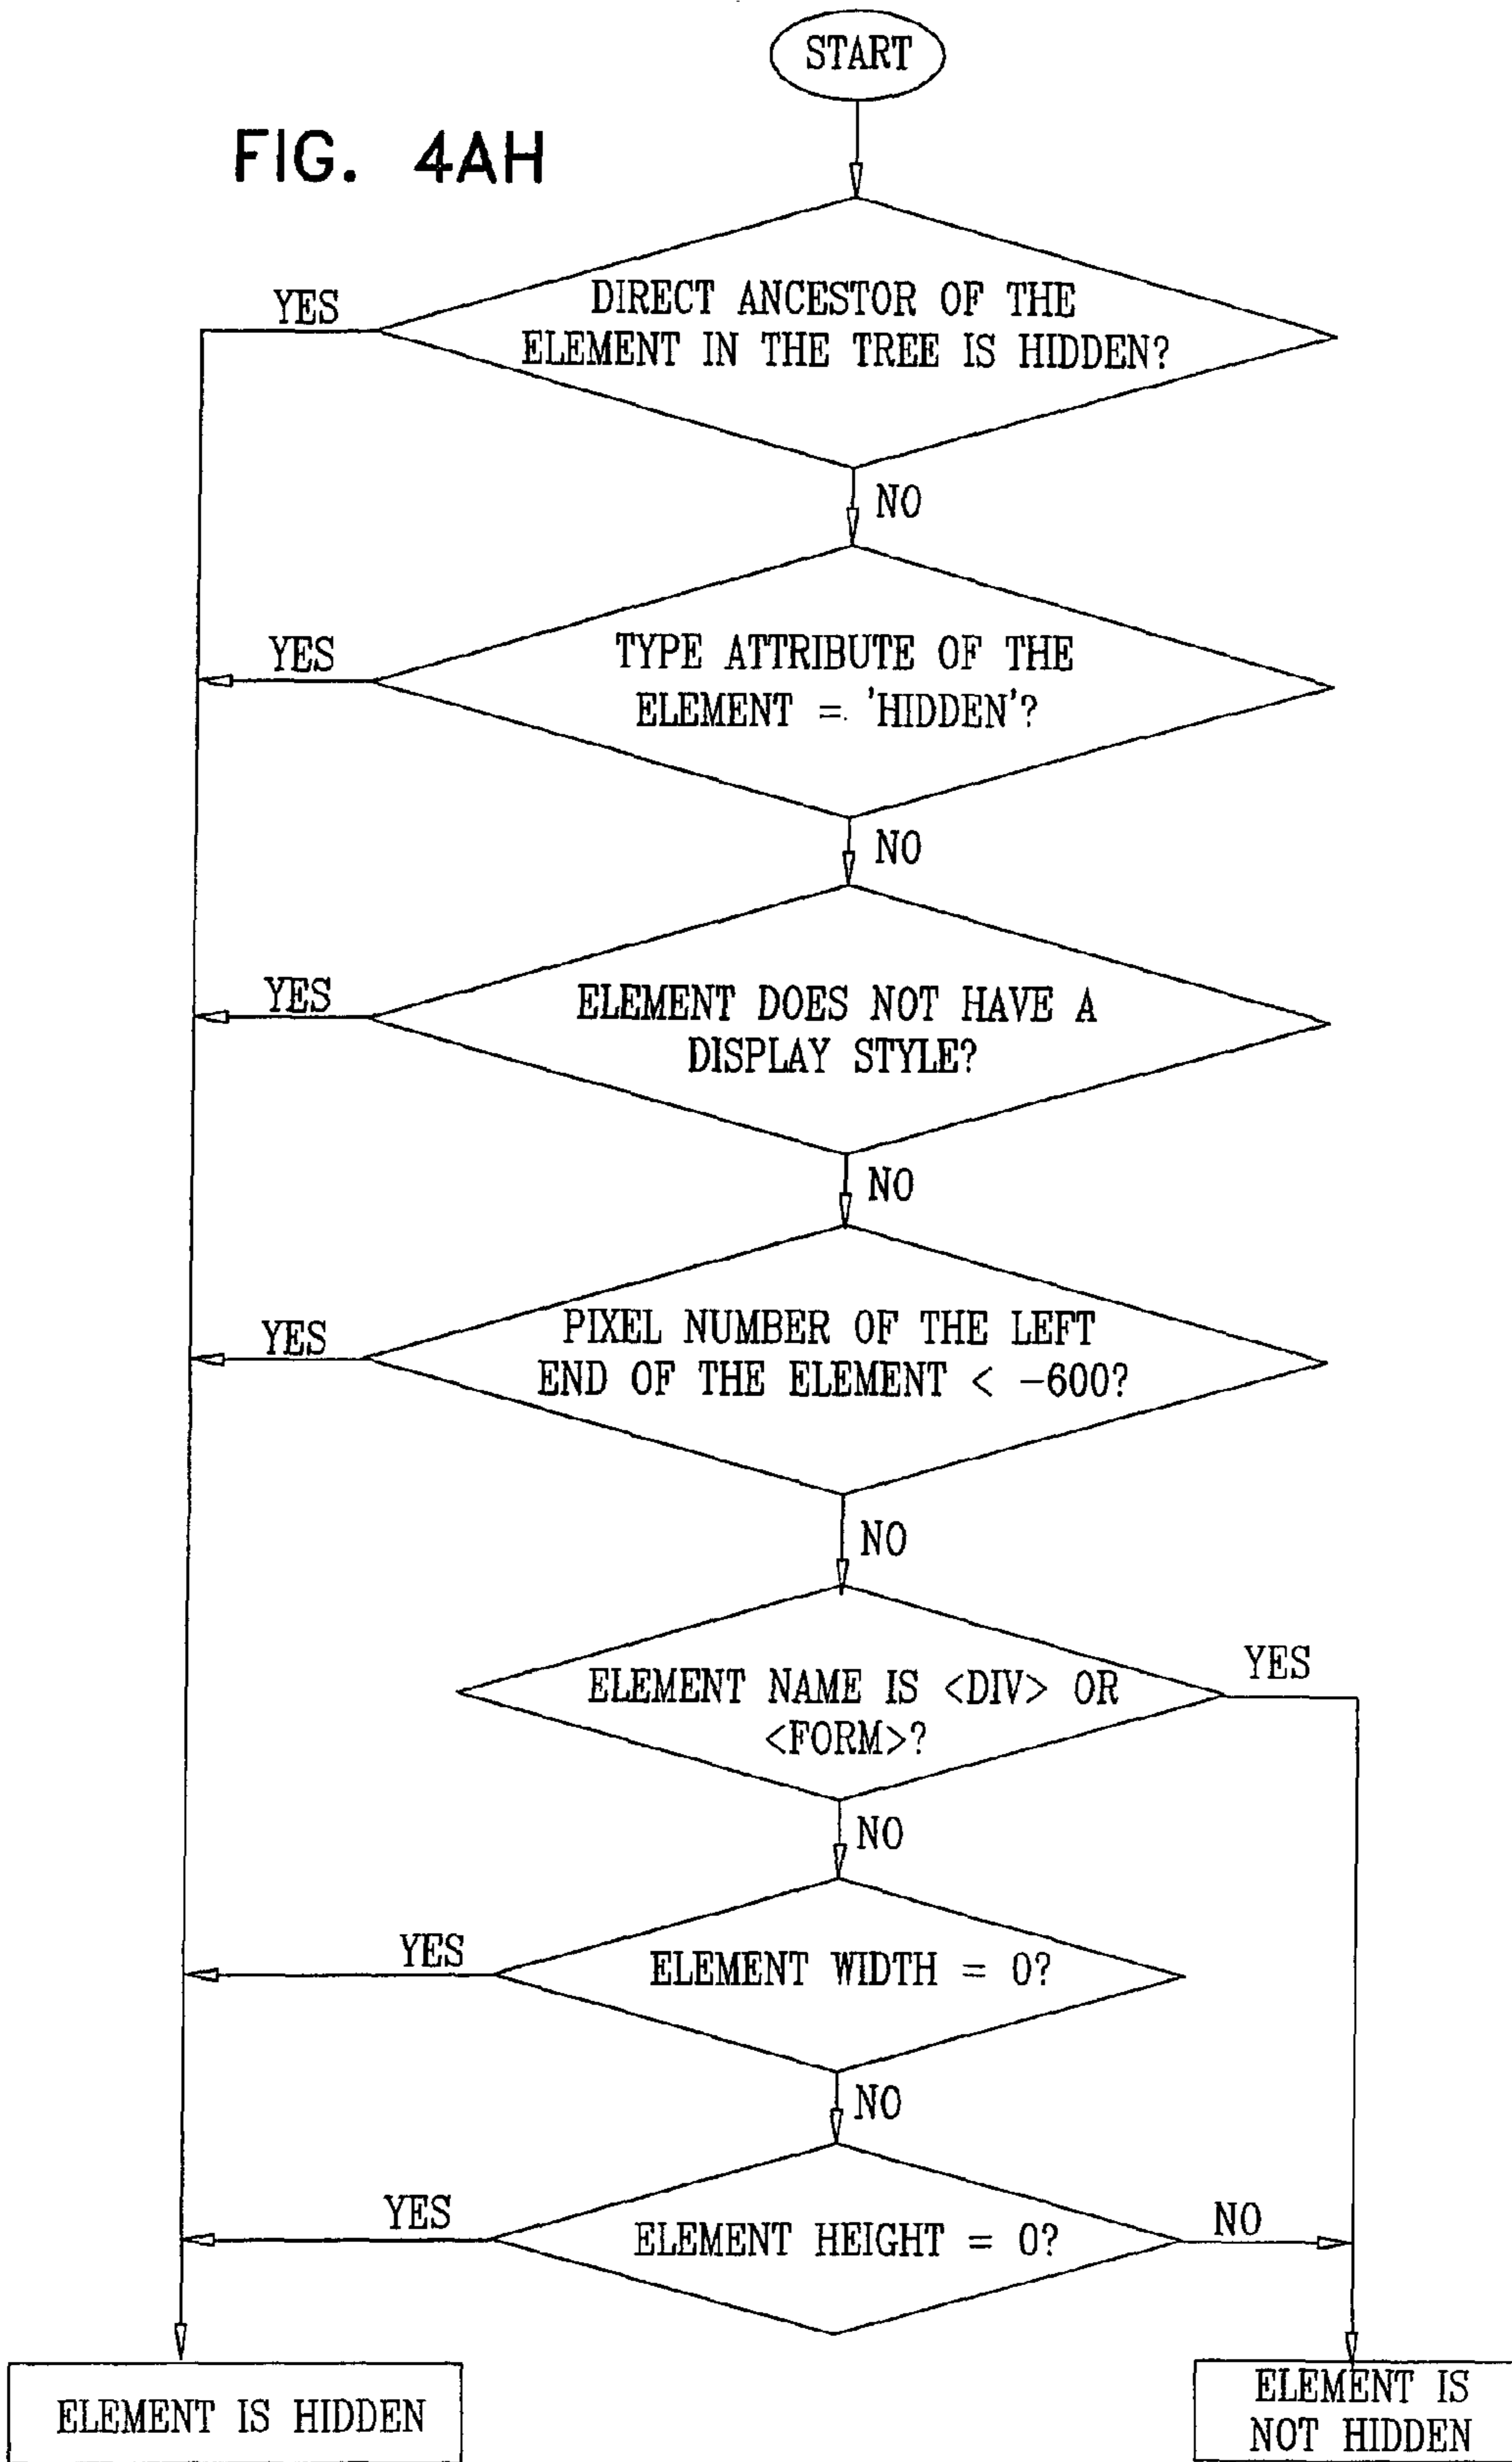 START
FIG. 4AH
DIRECT ANCESTOR OF THE
ELEMENT IN THE TREE IS HIDDEN?
YES
NO
TYPE ATTRIBUTE OF THE
ELEMENT = 'HIDDEN'?
YES
NO
ELEMENT DOES NOT HAVE A
DISPLAY STYLE?
YES
NO
PIXEL NUMBER OF THE LEFT
END OF THE ELEMENT < -600?
YES
NO
ELEMENT NAME IS <DIV> OR
<FORM>?
YES
NO
ELEMENT WIDTH = 0?
YES
NO
ELEMENT HEIGHT = 0?
YES
NO
ELEMENT IS HIDDEN
ELEMENT IS
NOT HIDDEN